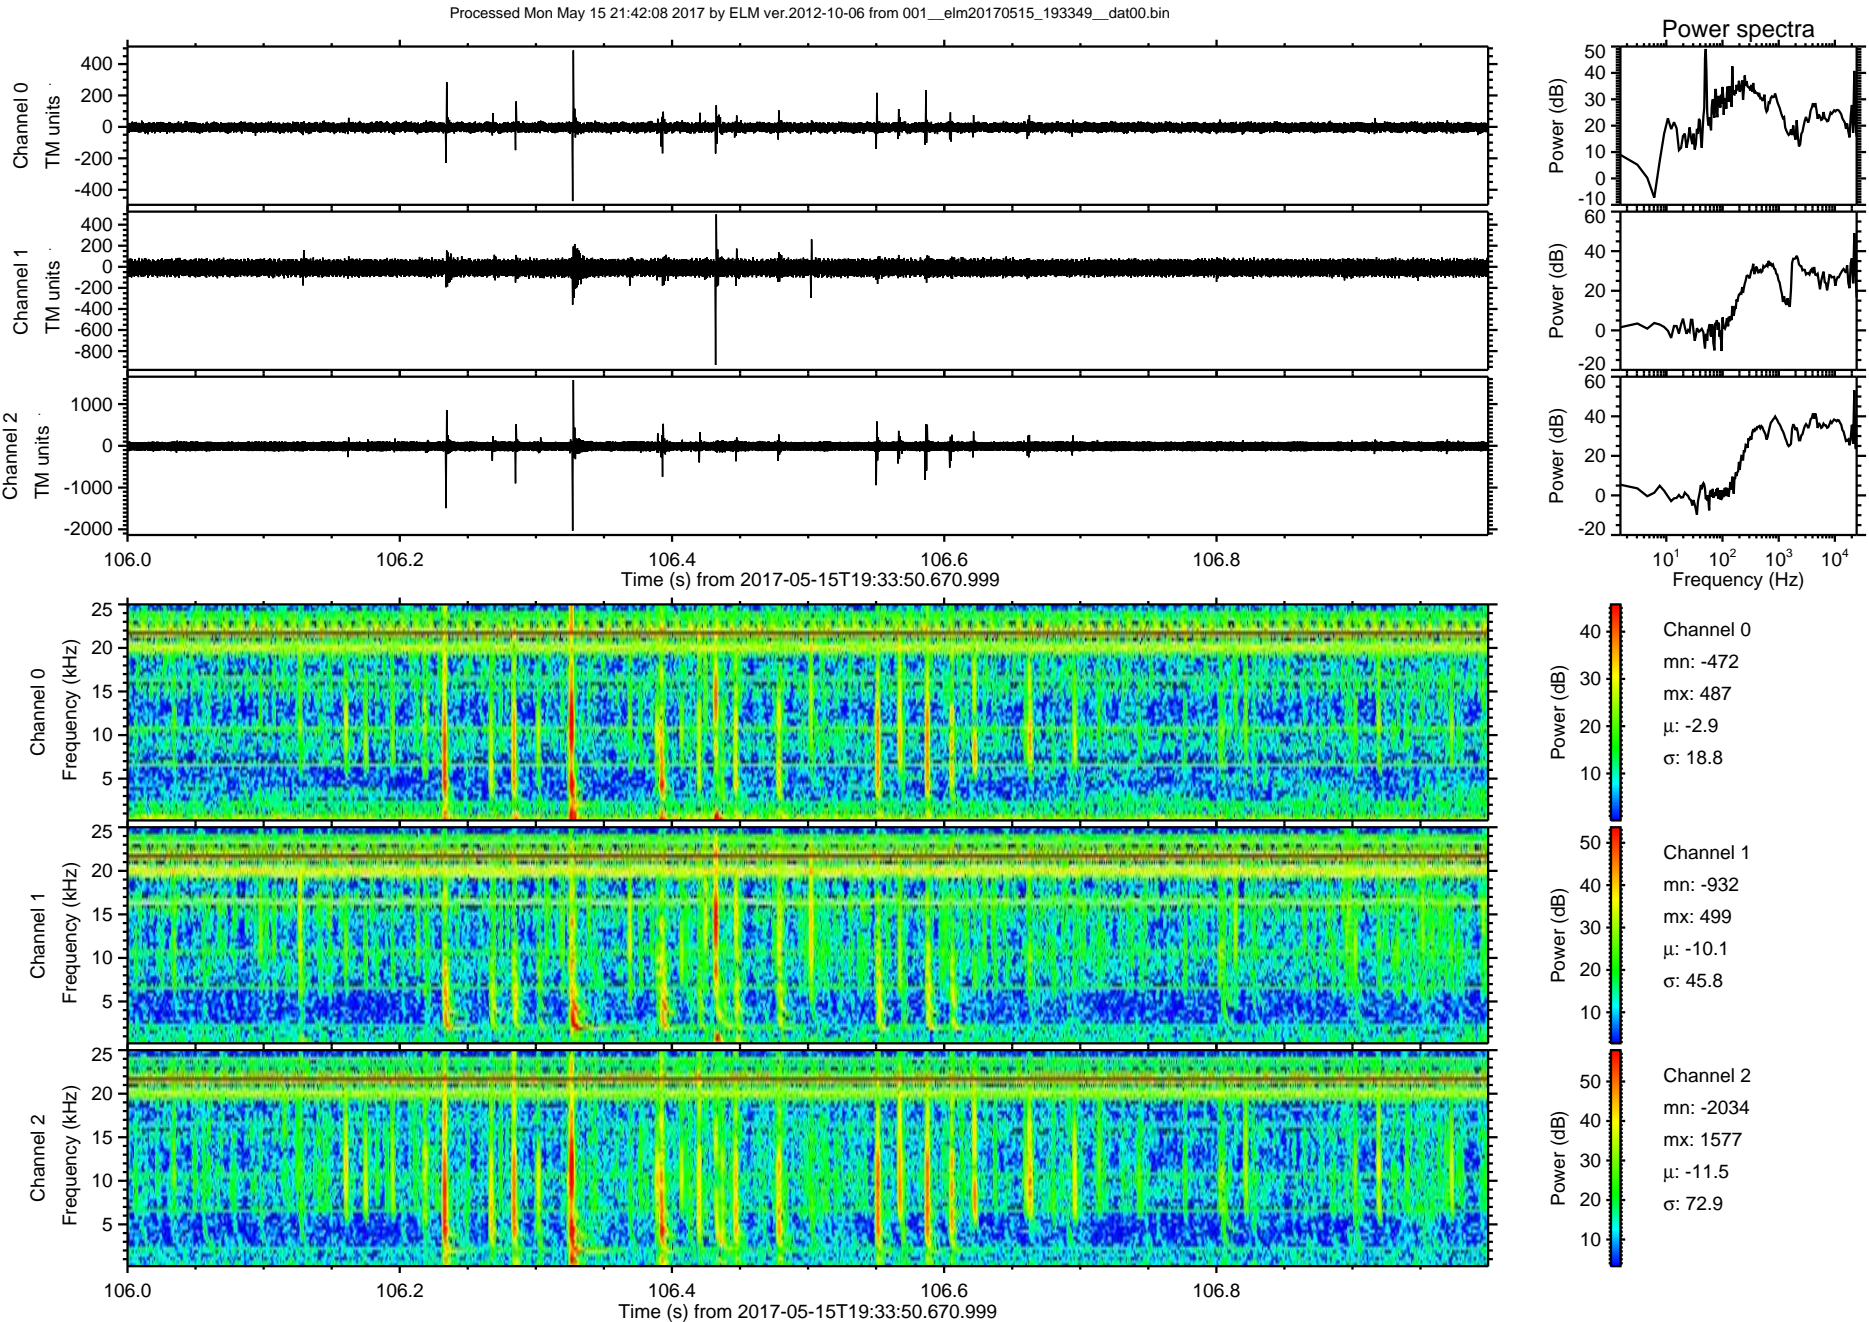 Processed Mon May 15 21:42:08 2017 by ELM ver.2012-10-06 from 001__elm20170515_193349__dat00.bin
Power spectra
Channel 0
TM units
400
200
0
-200
-400
Power (dB)
50
40
30
20
10
0
-10
Channel 1
TM units
400
200
0
-200
-400
-600
-800
Power (dB)
60
40
20
0
-20
Channel 2
TM units
1000
0
-1000
-2000
Power (dB)
60
40
20
0
-20
106.0 106.2 106.4 106.6 106.8
Time (s) from 2017-05-15T19:33:50.670.999
10^1 10^2 10^3 10^4
Frequency (Hz)
Channel 0
Frequency (kHz)
25
20
15
10
5
Power (dB)
40
30
20
10
Channel 0
mn: -472
mx: 487
μ: -2.9
σ: 18.8
Channel 1
Frequency (kHz)
25
20
15
10
5
Power (dB)
50
40
30
20
10
Channel 1
mn: -932
mx: 499
μ: -10.1
σ: 45.8
Channel 2
Frequency (kHz)
25
20
15
10
5
Power (dB)
50
40
30
20
10
Channel 2
mn: -2034
mx: 1577
μ: -11.5
σ: 72.9
106.0 106.2 106.4 106.6 106.8
Time (s) from 2017-05-15T19:33:50.670.999